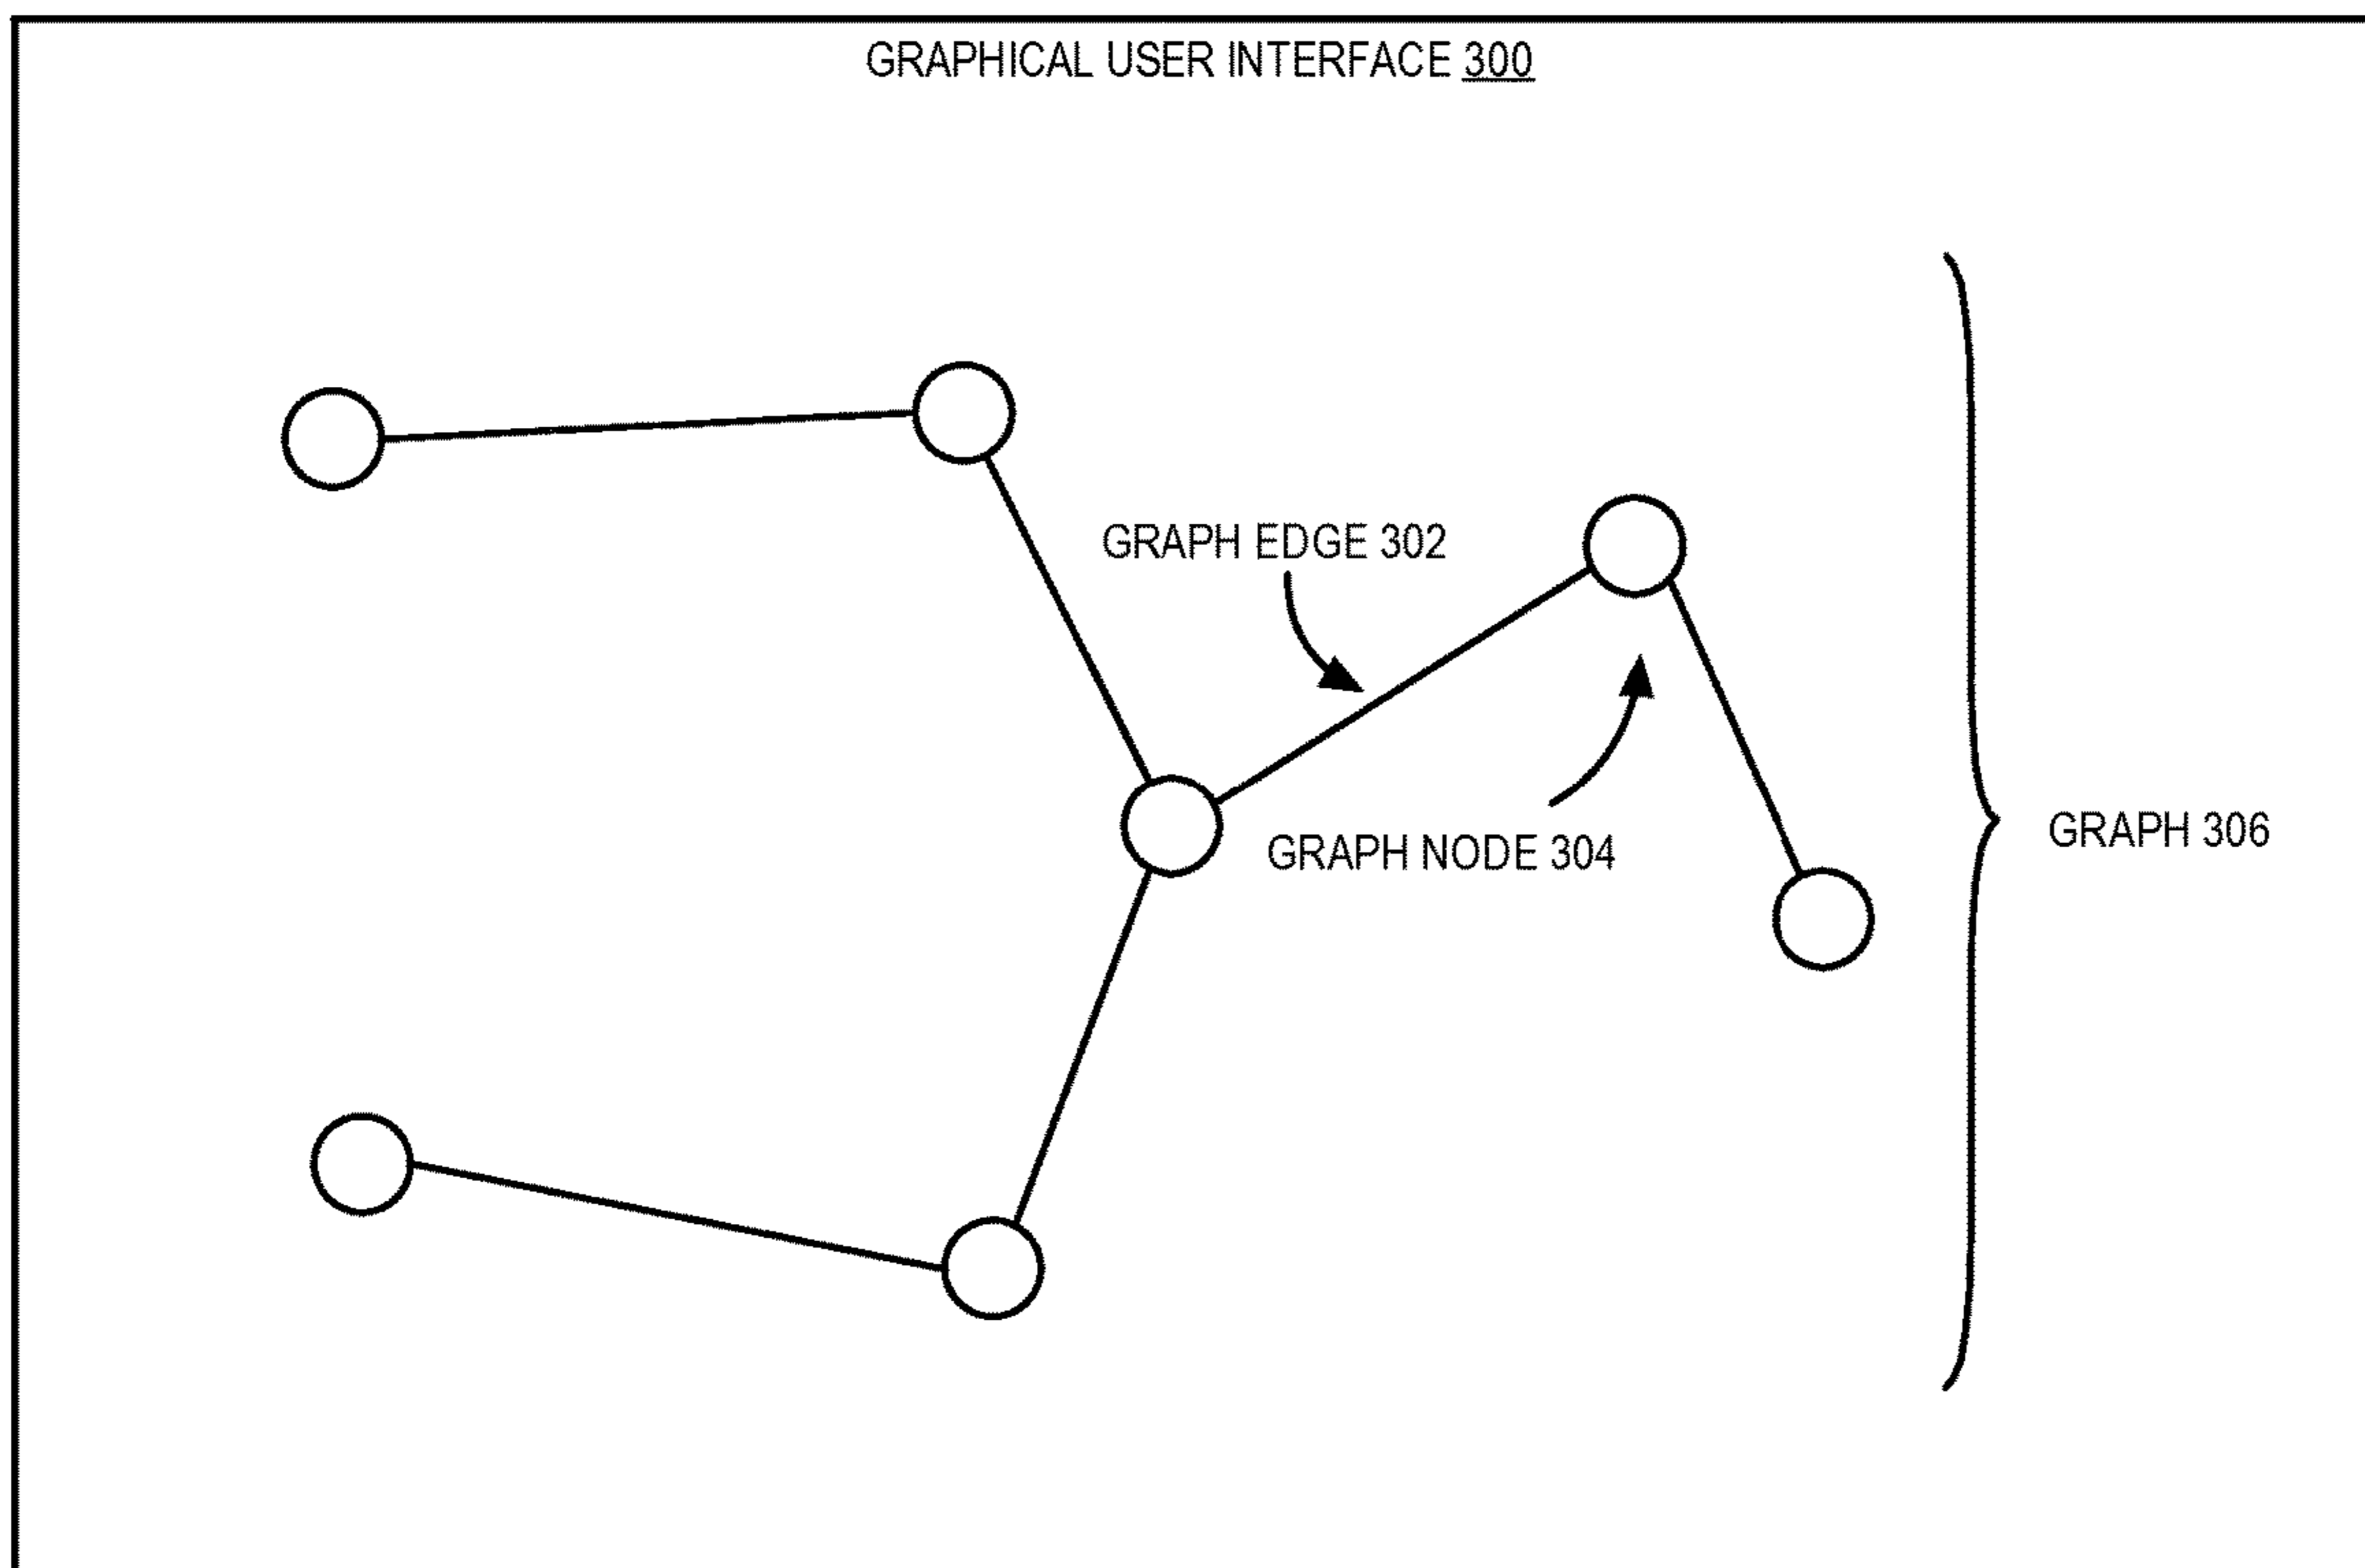 GRAPHICAL USER INTERFACE 300
GRAPH EDGE 302
GRAPH NODE 304
GRAPH 306